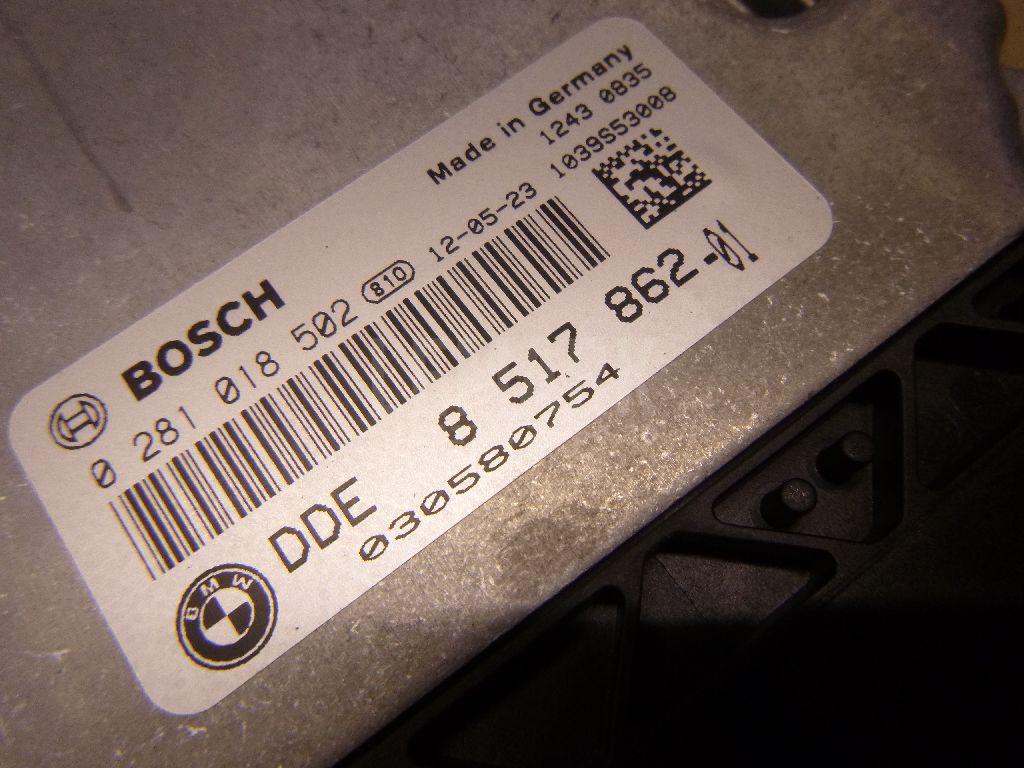 Made in Germany
1243 0835
BOSCH
0 281 018 502 810 12-05-23 1039S53008
DDE 8 517 862-01
0305800754
BMW